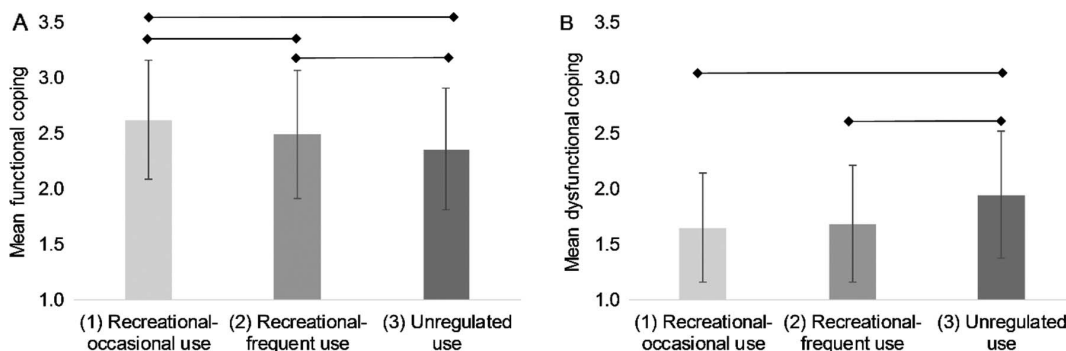 A
Mean functional coping
3.5
3.0
2.5
2.0
1.5
1.0
(1) Recreational-
occasional use
(2) Recreational-
frequent use
(3) Unregulated
use
B
Mean dysfunctional coping
3.5
3.0
2.5
2.0
1.5
1.0
(1) Recreational-
occasional use
(2) Recreational-
frequent use
(3) Unregulated
use